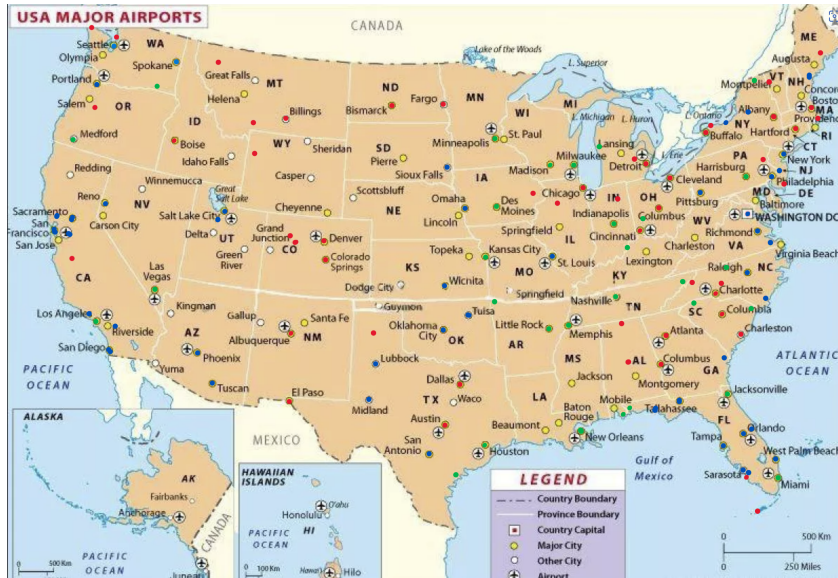 USA MAJOR AIRPORTS
CANADA
Lake of the Woods
L. Superior
ME
WA
Seattle
Olympia
Spokane
Great Falls
MT
ND
MN
MI
Augusta
Portland
Helena
Bismarck
Fargo
WI
L. Michigan
L. Huron
Montpelier
VT
NH
Concord
Salem
OR
ID
Billings
St. Paul
Minneapolis
L. Ontario
NY
Albany
MA
Boston
Providence
Medford
Boise
WY
Sheridan
SD
Pierre
Lansing
Buffalo
Hartford
RI
CT
Idaho Falls
Sioux Falls
Madison
Milwaukee
Detroit
L. Erie
PA
New York
Redding
Winnemucca
Casper
Scottsbluff
IA
Chicago
Cleveland
Harrisburg
NJ
Philadelphia
Great
Salt Lake
Reno
NV
Salt Lake City
Cheyenne
NE
Omaha
Lincoln
Des
Moines
IN
OH
Indianapolis
Columbus
Pittsburg
MD
DE
Baltimore
WASHINGTON DC
Sacramento
San
Francisco
San Jose
Carson City
Delta
UT
Green
River
Grand
Junction
CO
Denver
Colorado
Springs
Springfield
IL
Cincinnati
WV
Charleston
Richmond
VA
Virginia Beach
CA
Las
Vegas
KS
Topeka
Kansas City
MO
St. Louis
Lexington
KY
Dodge City
Wicnitra
Springfield
Raleigh
NC
Kingman
Gallup
Santa Fe
Guymon
Tulsa
Nashville
TN
Charlotte
Los Angeles
Riverside
AZ
Albuquerque
NM
Oklahoma
City
OK
Little Rock
AR
Memphis
SC
Columbia
Charleston
San Diego
Phoenix
Lubbock
MS
AL
Atlanta
Columbus
GA
ATLANTIC
OCEAN
PACIFIC
OCEAN
Yuma
Tuscan
El Paso
Midland
Dallas
TX
Waco
LA
Jackson
Montgomery
Jacksonville
ALASKA
MEXICO
Austin
San
Antonio
Beaumont
Baton
Rouge
Mobile
Tallahassee
FL
Orlando
Houston
New Orleans
Tampa
West Palm Beach
AK
Fairbanks
Anchorage
CANADA
HAWAIIAN
ISLANDS
O'ahu
Honolulu
PACIFIC
OCEAN
HI
Hawai'i
Hilo
Gulf of
Mexico
Sarasota
Miami
LEGEND
Country Boundary
Province Boundary
Country Capital
Major City
Other City
Airport
PACIFIC
OCEAN
500 Km
100 Km
0
500 Km
0
250 Miles